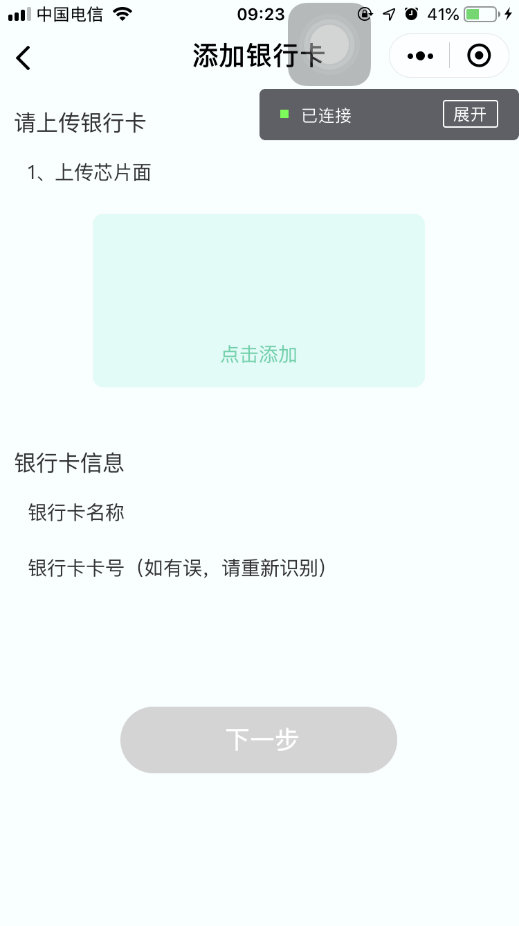 中国电信 09:23 41%
添加银行卡
已连接 展开
请上传银行卡
1、上传芯片面
点击添加
银行卡信息
银行卡名称
银行卡卡号（如有误，请重新识别）
下一步